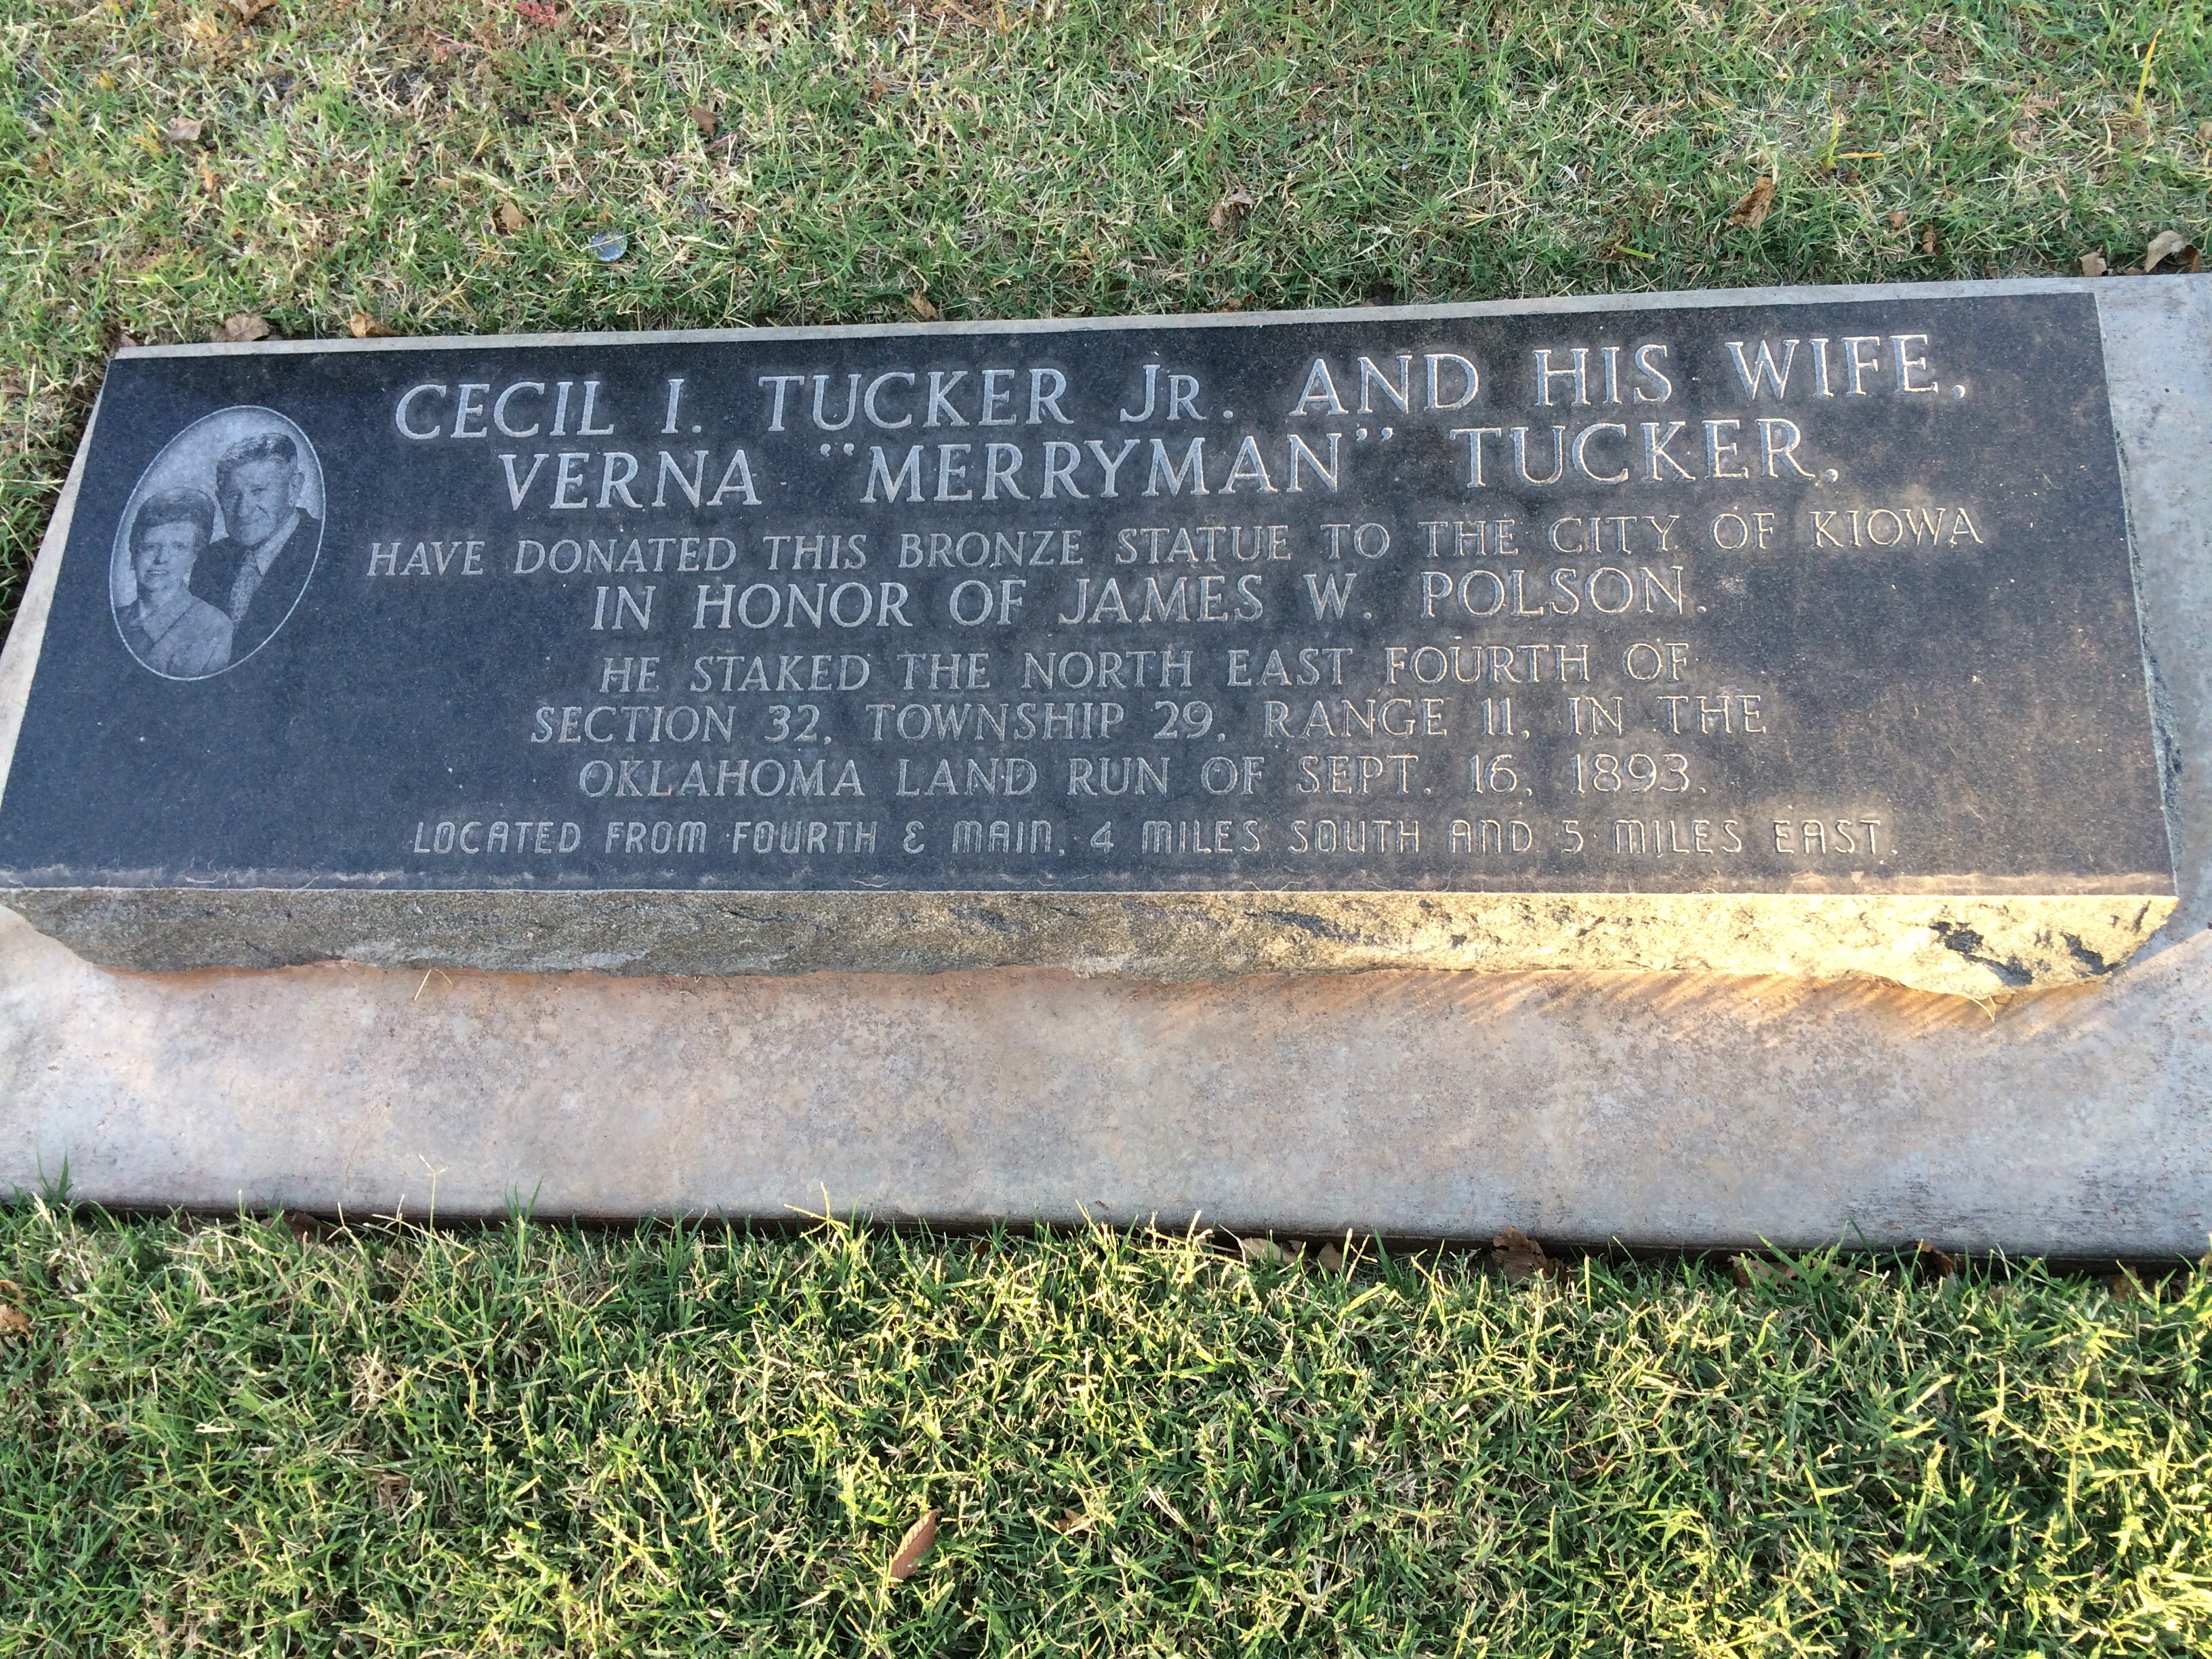 CECIL I. TUCKER JR. AND HIS WIFE,
VERNA "MERRYMAN" TUCKER,
HAVE DONATED THIS BRONZE STATUE TO THE CITY OF KIOWA
IN HONOR OF JAMES W. POLSON.
HE STAKED THE NORTH EAST FOURTH OF
SECTION 32, TOWNSHIP 29, RANGE 11, IN THE
OKLAHOMA LAND RUN OF SEPT. 16, 1893.
LOCATED FROM FOURTH & MAIN, 4 MILES SOUTH AND 5 MILES EAST.